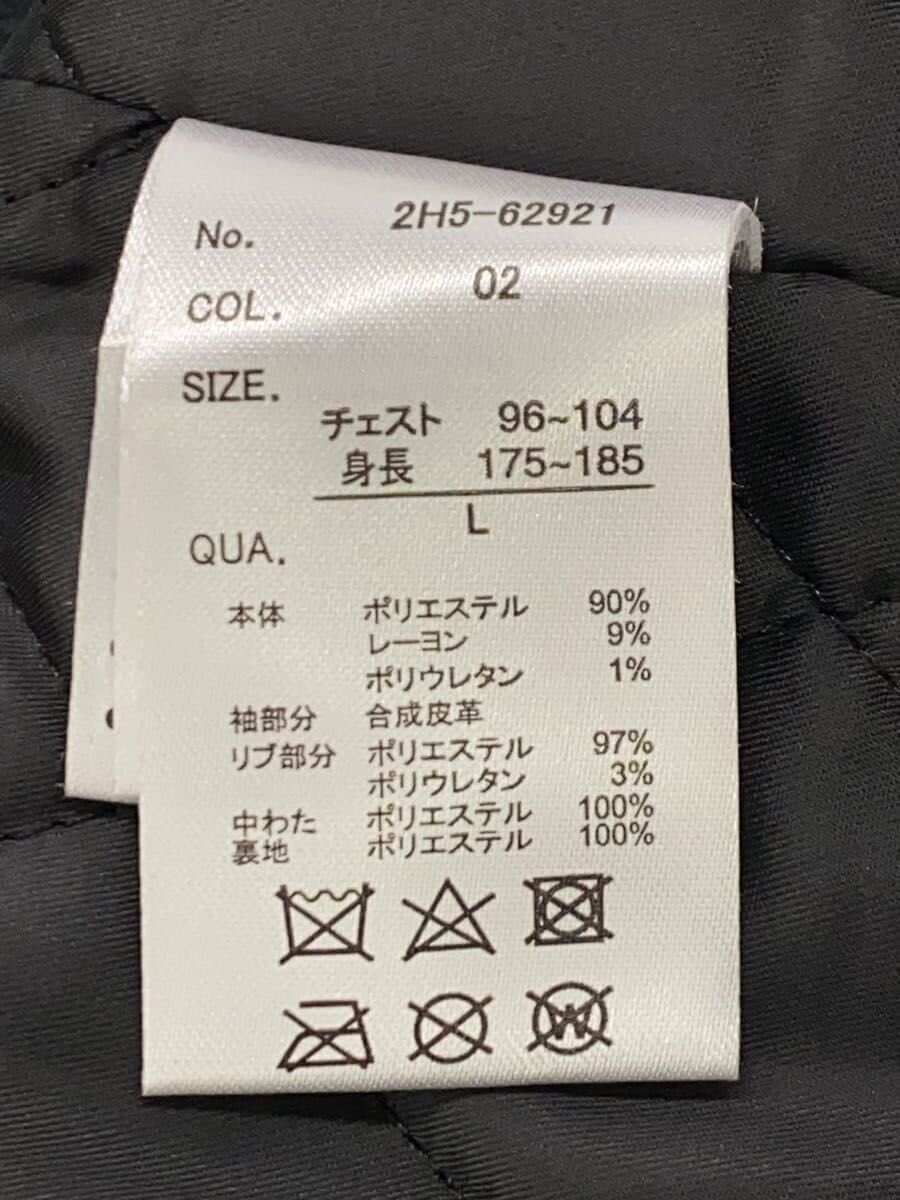 No. 2H5-62921
COL. 02
SIZE.
チェスト 96~104
身長 175~185
L
QUA.
本体 ポリエステル 90%
レーヨン 9%
ポリウレタン 1%
袖部分 合成皮革
リブ部分 ポリエステル 97%
ポリウレタン 3%
中わた ポリエステル 100%
裏地 ポリエステル 100%
W